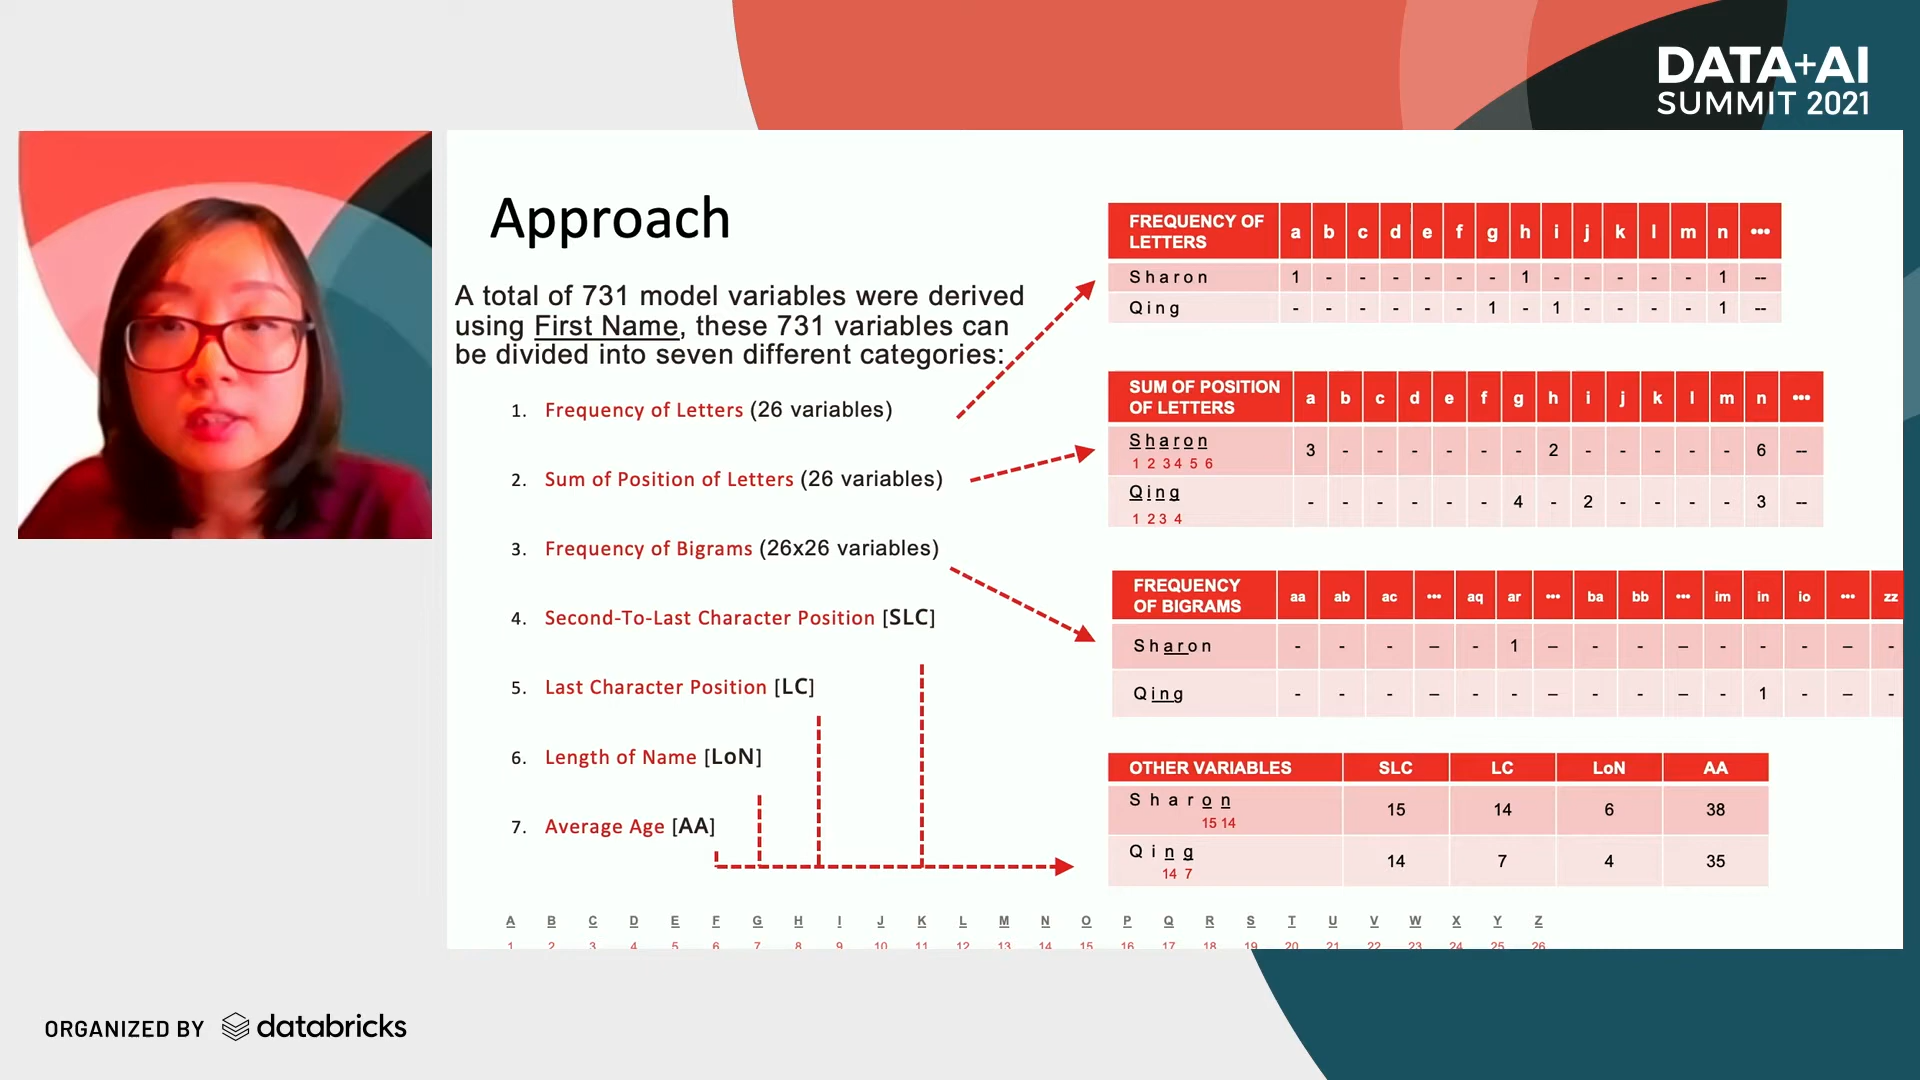 DATA+AI
SUMMIT 2021
Approach
A total of 731 model variables were derived
using First Name, these 731 variables can
be divided into seven different categories:
1. Frequency of Letters (26 variables)
2. Sum of Position of Letters (26 variables)
3. Frequency of Bigrams (26x26 variables)
4. Second-To-Last Character Position [SLC]
5. Last Character Position [LC]
6. Length of Name [LoN]
7. Average Age [AA]
FREQUENCY OF
LETTERS a b c d e f g h i j k l m n •••
Sharon 1 - - - - - - 1 - - - - - 1 --
Qing - - - - - - 1 - 1 - - - - 1 --
SUM OF POSITION
OF LETTERS a b c d e f g h i j k l m n •••
Sharon 3 - - - - - - 2 - - - - - 6 --
1 2 3 4 5 6
Qing - - - - - - 4 - 2 - - - - 3 --
1 2 3 4
FREQUENCY
OF BIGRAMS aa ab ac ••• aq ar ••• ba bb ••• im in io ••• zz
Sharon - - - -- - 1 -- - - -- - - - -- -
Qing - - - -- - - -- - - -- - 1 - -- -
OTHER VARIABLES SLC LC LoN AA
Sharon 15 14 6 38
15 14
Qing 14 7 4 35
14 7
A B C D E F G H I J K L M N O P Q R S T U V W X Y Z
1 2 3 4 5 6 7 8 9 10 11 12 13 14 15 16 17 18 19 20 21 22 23 24 25 26
ORGANIZED BY databricks